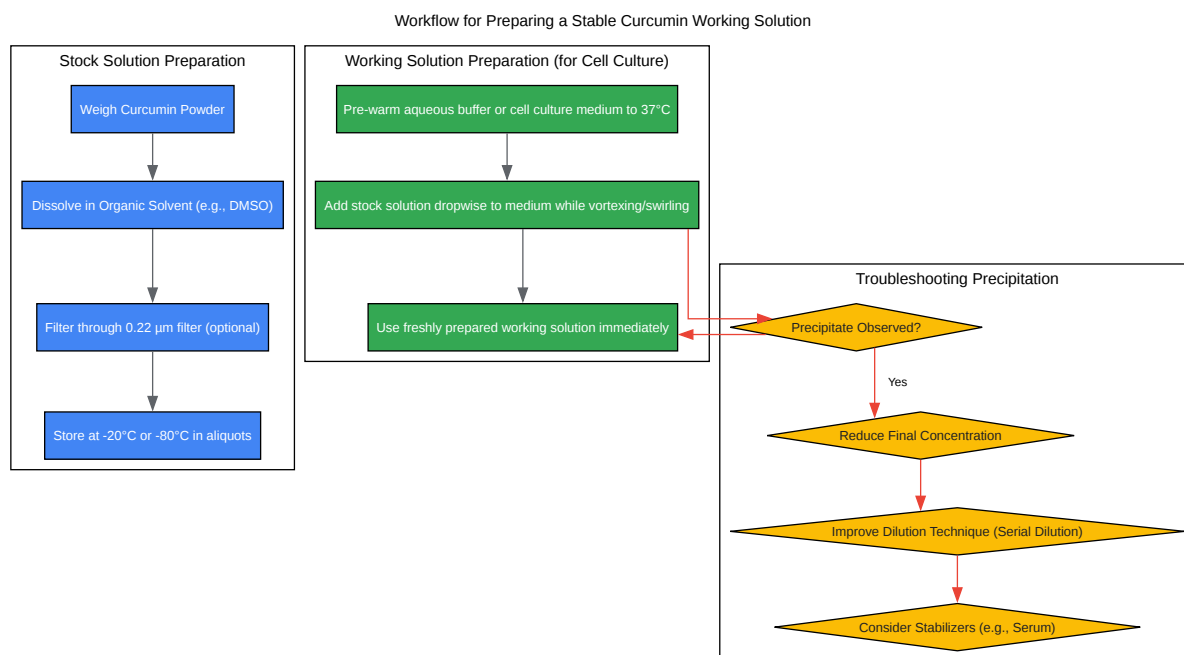 Workflow for Preparing a Stable Curcumin Working Solution
Stock Solution Preparation
Weigh Curcumin Powder
Dissolve in Organic Solvent (e.g., DMSO)
Filter through 0.22 µm filter (optional)
Store at -20°C or -80°C in aliquots
Working Solution Preparation (for Cell Culture)
Pre-warm aqueous buffer or cell culture medium to 37°C
Add stock solution dropwise to medium while vortexing/swirling
Use freshly prepared working solution immediately
Troubleshooting Precipitation
Precipitate Observed?
Yes
Reduce Final Concentration
Improve Dilution Technique (Serial Dilution)
Consider Stabilizers (e.g., Serum)